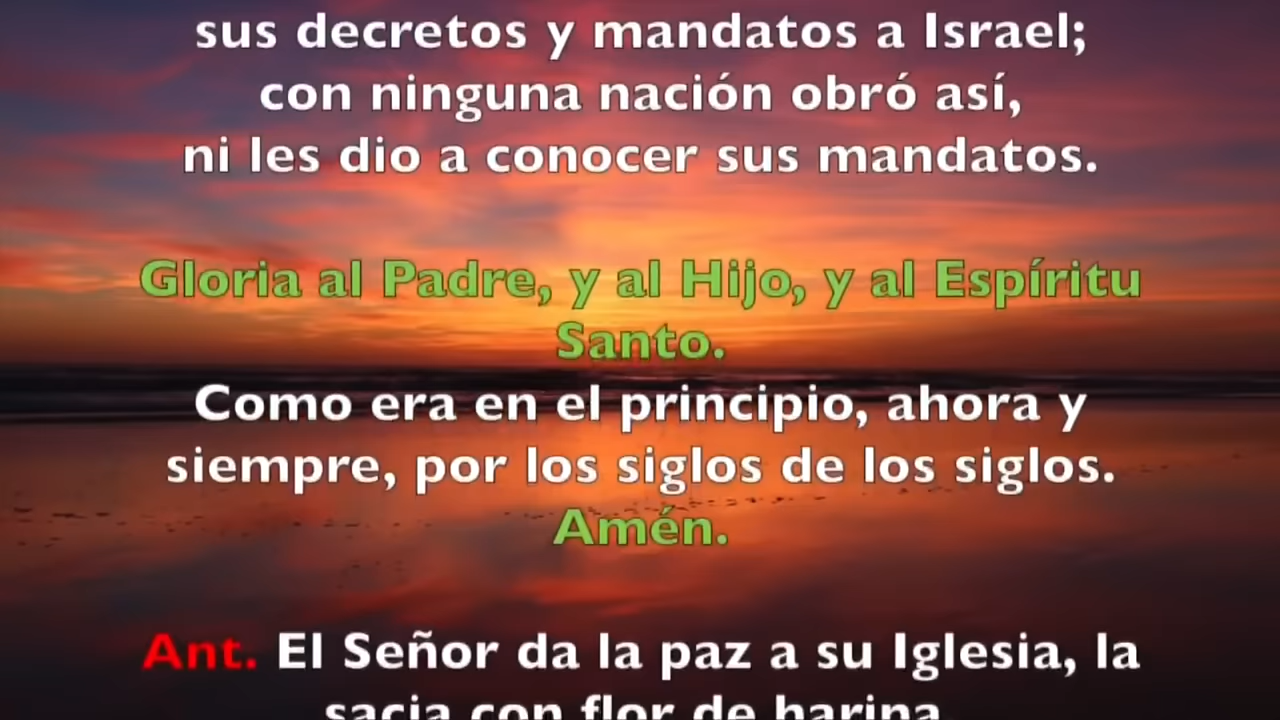 sus decretos y mandatos a Israel;
con ninguna nación obró así,
ni les dio a conocer sus mandatos.
Gloria al Padre, y al Hijo, y al Espíritu
Santo.
Como era en el principio, ahora y
siempre, por los siglos de los siglos.
Amén.
Ant. El Señor da la paz a su Iglesia, la
sacia con flor de harina